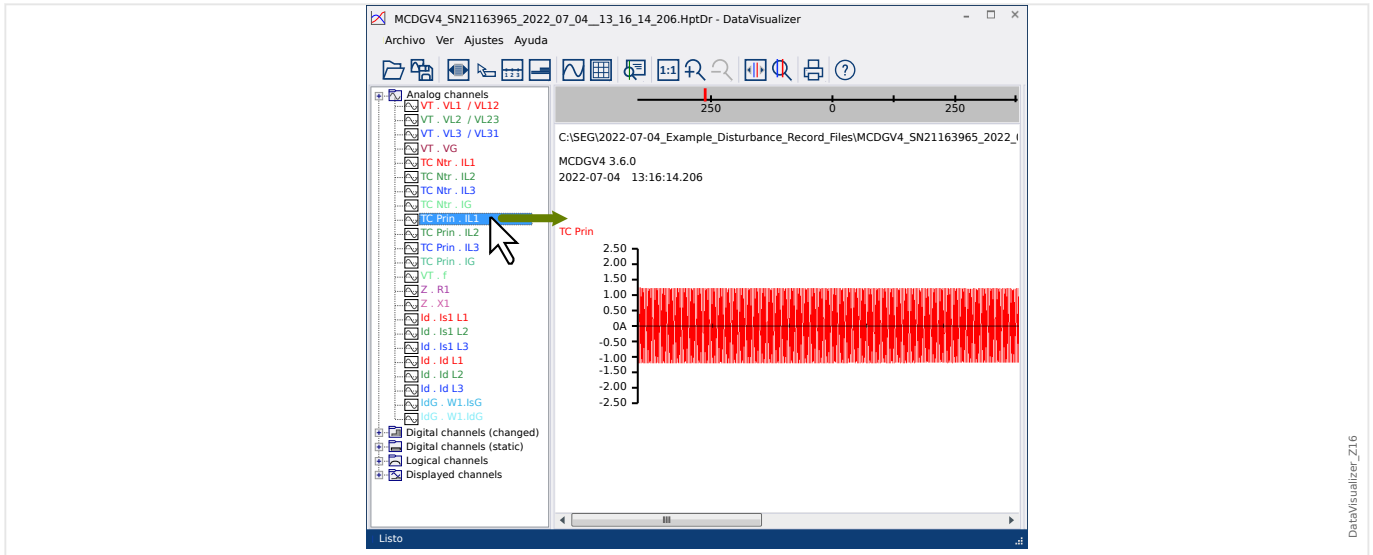 MCDGV4_SN21163965_2022_07_04__13_16_14_206.HptDr - DataVisualizer
Archivo Ver Ajustes Ayuda
1 2 3
1:1
?
Analog channels
VT . VL1 / VL12
VT . VL2 / VL23
VT . VL3 / VL31
VT . VG
TC Ntr . IL1
TC Ntr . IL2
TC Ntr . IL3
TC Ntr . IG
TC Prin . IL1
TC Prin . IL2
TC Prin . IL3
TC Prin . IG
VT . f
Z . R1
Z . X1
Id . Is1 L1
Id . Is1 L2
Id . Is1 L3
Id . Id L1
Id . Id L2
Id . Id L3
IdG . W1.IsG
IdG . W1.IdG
Digital channels (changed)
Digital channels (static)
Logical channels
Displayed channels
250 0 250
C:\SEG\2022-07-04_Example_Disturbance_Record_Files\MCDGV4_SN21163965_2022_
MCDGV4 3.6.0
2022-07-04 13:16:14.206
TC Prin
2.50
2.00
1.50
1.00
0.50
0A
-0.50
-1.00
-1.50
-2.00
-2.50
Listo
DataVisualizer_Z16